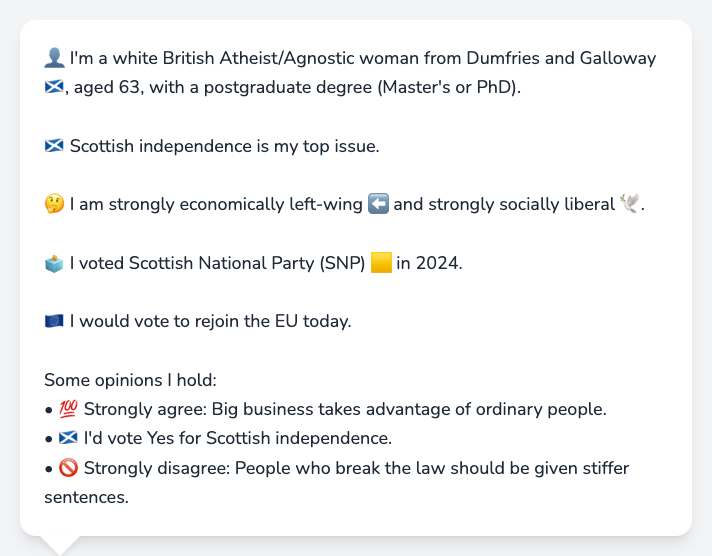 👤 I'm a white British Atheist/Agnostic woman from Dumfries and Galloway
🏴󠁧󠁢󠁳󠁣󠁴󠁿, aged 63, with a postgraduate degree (Master's or PhD).
🏴󠁧󠁢󠁳󠁣󠁴󠁿 Scottish independence is my top issue.
🤔 I am strongly economically left-wing ⬅️ and strongly socially liberal 🕊️.
🗳️ I voted Scottish National Party (SNP) 🟨 in 2024.
🇪🇺 I would vote to rejoin the EU today.
Some opinions I hold:
• 💯 Strongly agree: Big business takes advantage of ordinary people.
• 🏴󠁧󠁢󠁳󠁣󠁴󠁿 I'd vote Yes for Scottish independence.
• 🚫 Strongly disagree: People who break the law should be given stiffer
sentences.